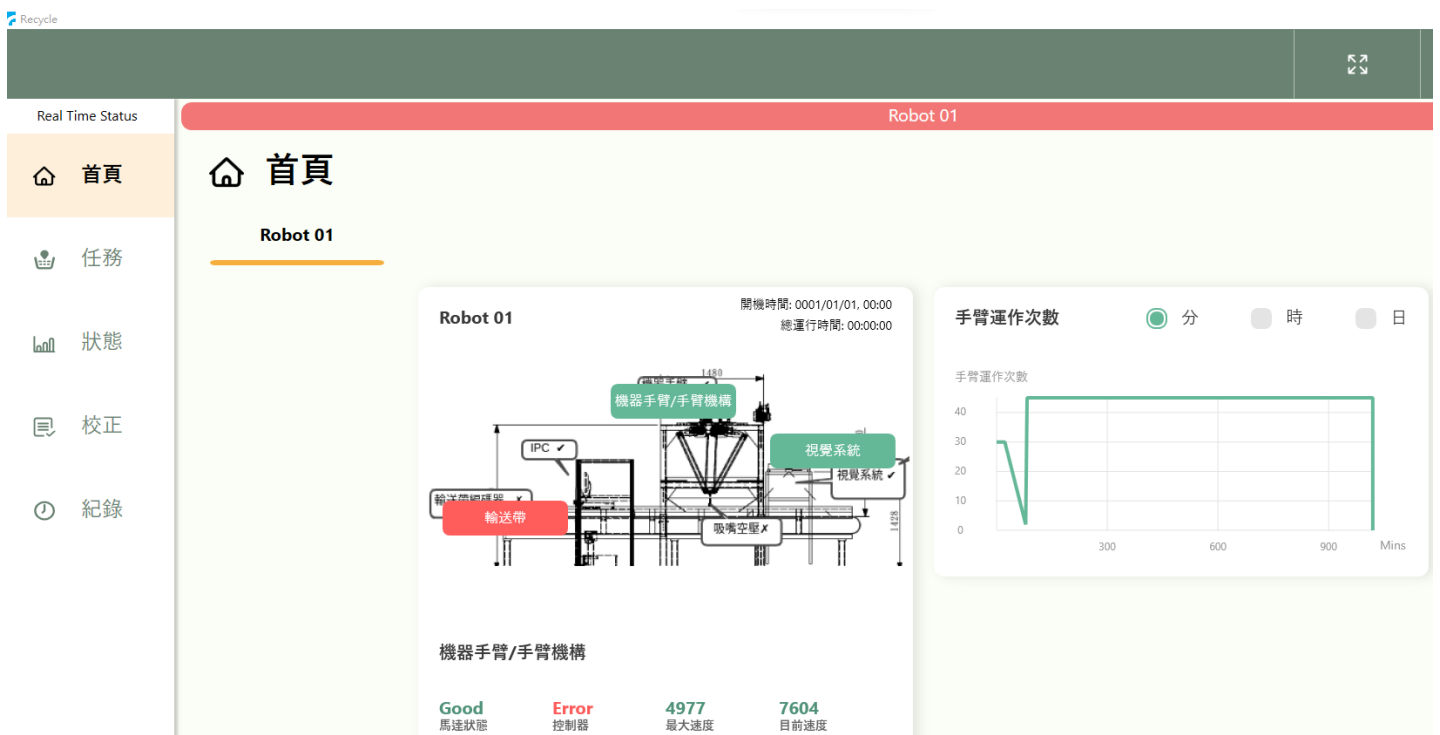 Recycle
Real Time Status
Robot 01
首頁
首頁
Robot 01
任務
狀態
校正
紀錄
Robot 01
開機時間: 0001/01/01, 00:00
總運行時間: 00:00:00
1480
機器手臂/手臂機構
IPC ✔
視覺系統
視覺系統 ✔
輸送帶
吸嘴空壓✗
1428
手臂運作次數
分
時
日
手臂運作次數
40
30
20
10
0
300
600
900
Mins
機器手臂/手臂機構
Good
馬達狀態
Error
控制器
4977
最大速度
7604
目前速度